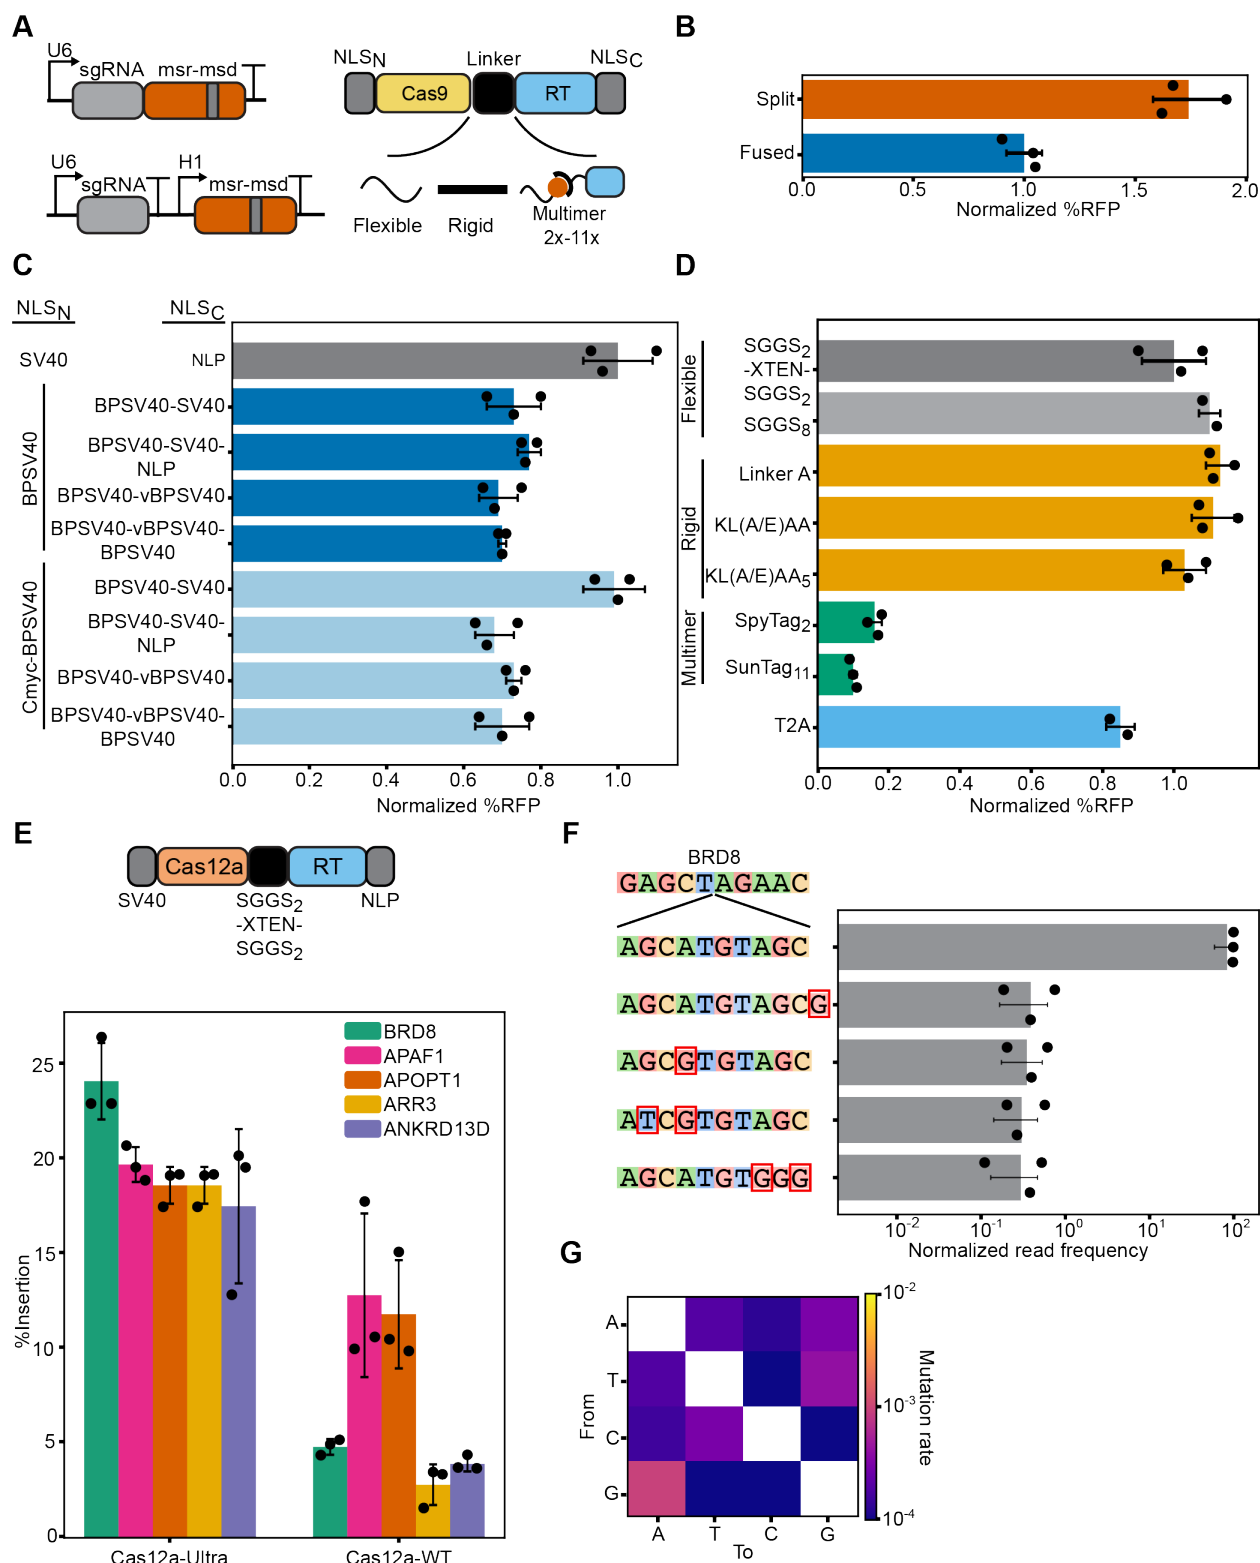 A
U6
sgRNA
msr-msd
U6
sgRNA
H1
msr-msd
NLSN
Linker
NLSC
Cas9
RT
Flexible
Rigid
Multimer
2x-11x
B
Split
Fused
0.0
0.5
1.0
1.5
2.0
Normalized %RFP
C
NLSN
NLSC
SV40
NLP
BPSV40
BPSV40-SV40
BPSV40-SV40-
NLP
BPSV40-vBPSV40
BPSV40-vBPSV40-
BPSV40
Cmyc-BPSV40
BPSV40-SV40
BPSV40-SV40-
NLP
BPSV40-vBPSV40
BPSV40-vBPSV40-
BPSV40
0.0
0.2
0.4
0.6
0.8
1.0
Normalized %RFP
D
Flexible
SGGS2
-XTEN-
SGGS2
SGGS8
Rigid
Linker A
KL(A/E)AA
KL(A/E)AA5
Multimer
SpyTag2
SunTag11
T2A
0.0
0.2
0.4
0.6
0.8
1.0
Normalized %RFP
E
Cas12a
RT
SV40
SGGS2
-XTEN-
SGGS2
NLP
BRD8
APAF1
APOPT1
ARR3
ANKRD13D
%Insertion
25
20
15
10
5
0
Cas12a-Ultra
Cas12a-WT
F
BRD8
GAGCTAGAAC
AGCATGTAGC
AGCATGTAGCG
AGCGTGTAGC
ATCGTGTAGC
AGCATGTGGG
10-2
10-1
100
101
102
Normalized read frequency
G
From
A
T
C
G
A
T
C
G
To
10-2
10-3
10-4
Mutation rate